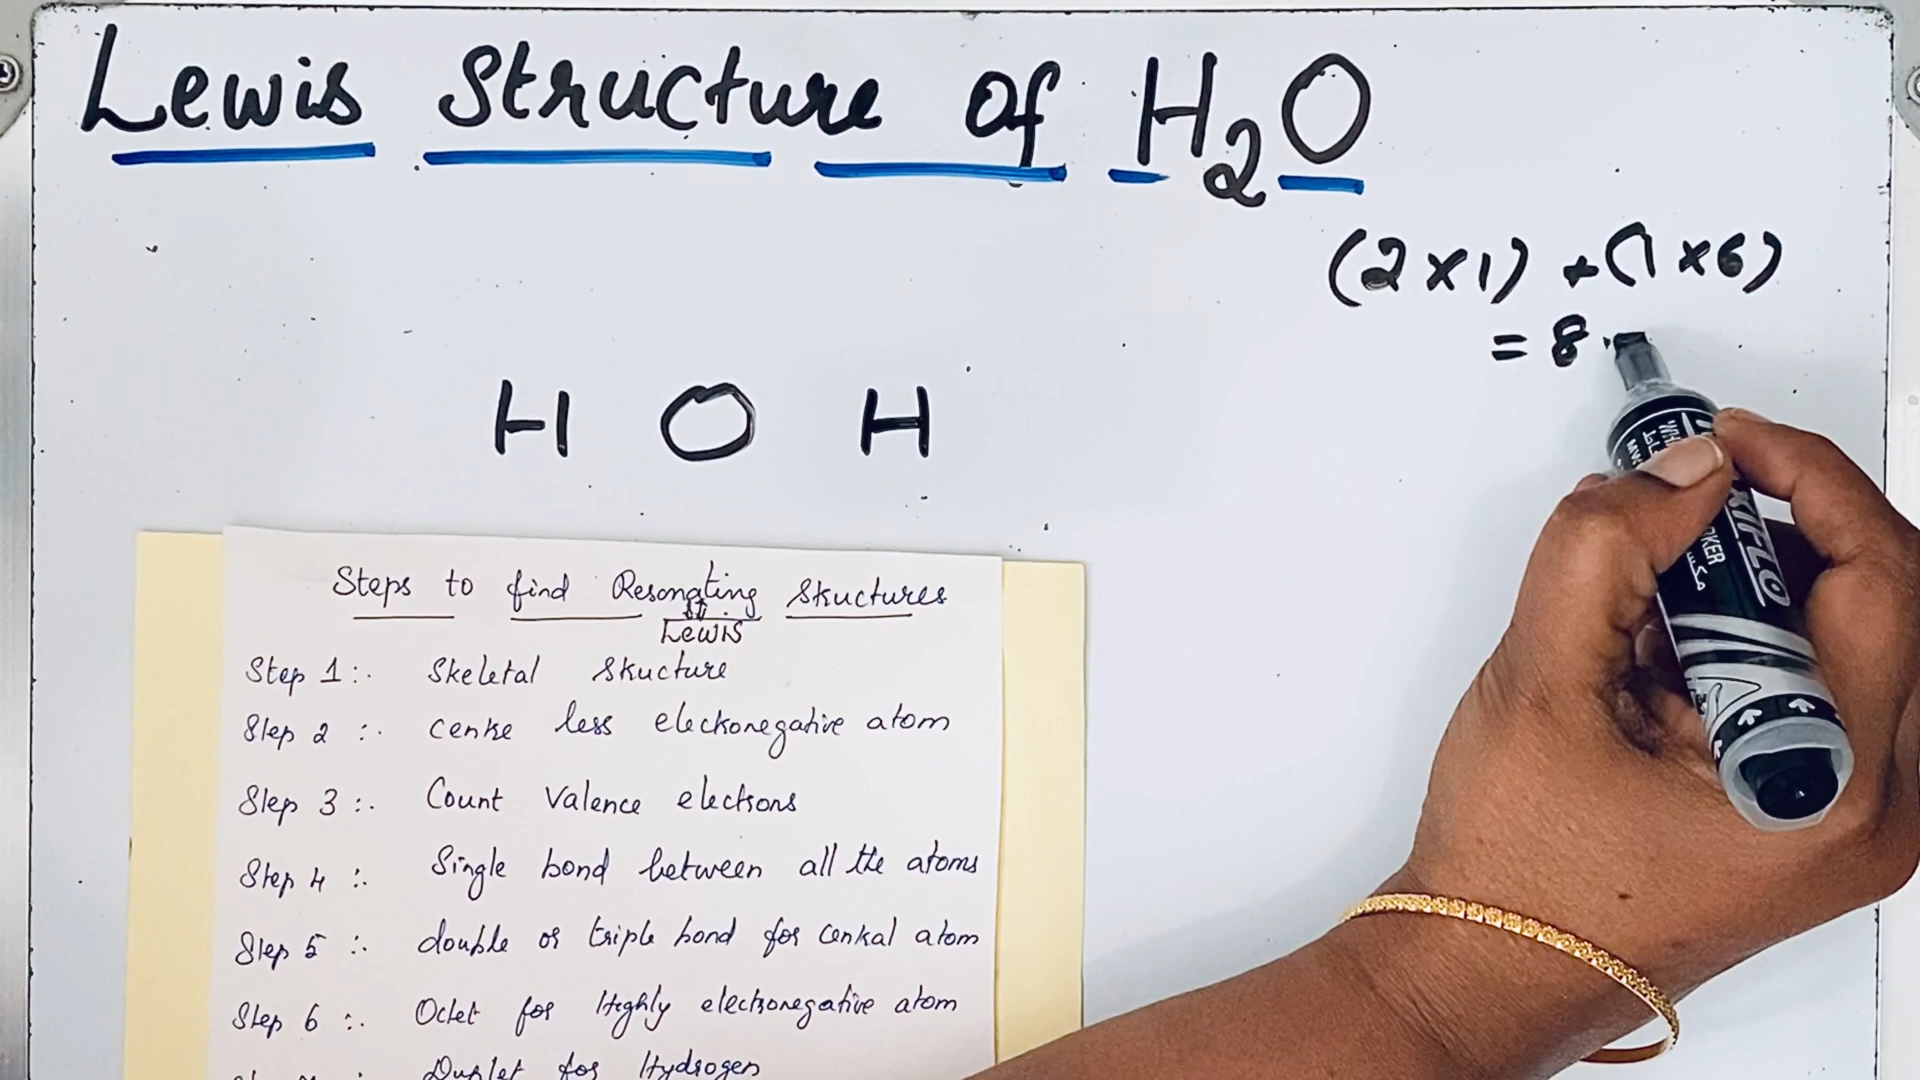 Lewis Structure of H₂O
(2 x 1) + (1 x 6)
= 8
H O H
Steps to find Resonating Structures
Lewis
Step 1:. Skeletal Structure
Step 2 :. centre less electronegative atom
Step 3 :. Count Valence electrons
Step 4 :. Single bond between all the atoms
Step 5 :. double or triple bond for central atom
Step 6 :. Octet for Highly electronegative atom
Duplet for Hydrogen